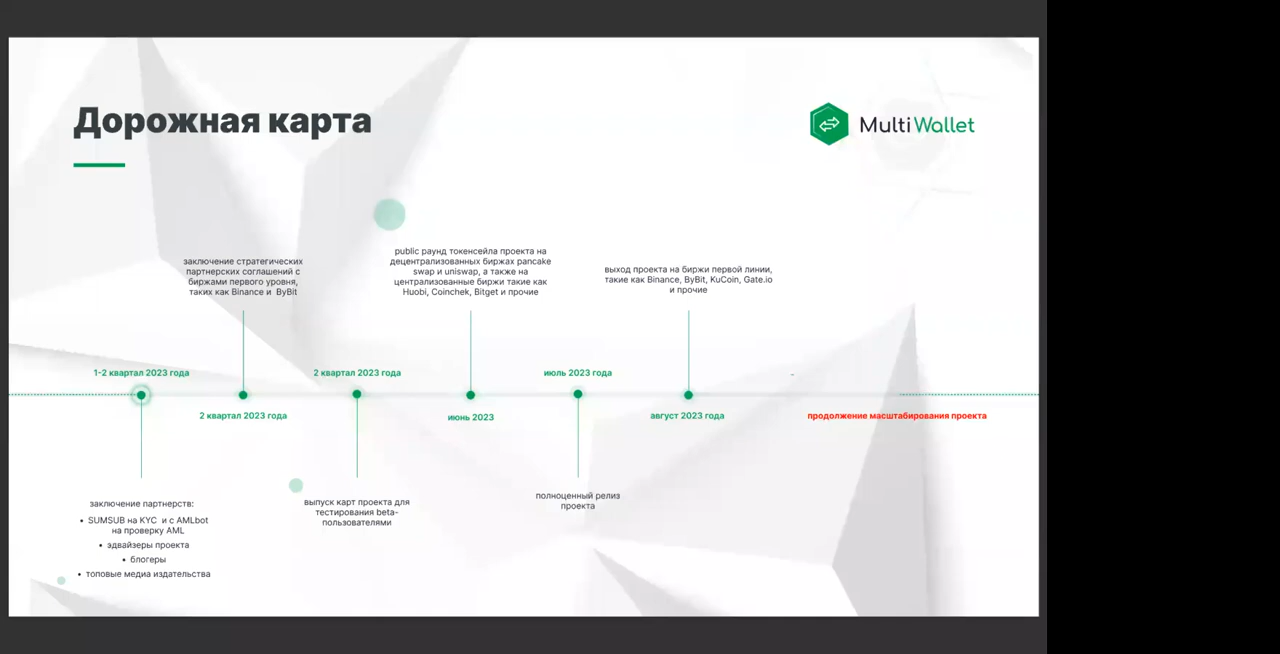 Дорожная карта
MultiWallet
заключение стратегических
партнерских соглашений с
биржами первого уровня,
таких как Binance и ByBit
public раунд токенсейла проекта на
децентрализованных биржах pancake
swap и uniswap, а также на
централизованные биржи такие как
Huobi, Coinchek, Bitget и прочие
выход проекта на биржи первой линии,
такие как Binance, ByBit, KuCoin, Gate.io
и прочие
1-2 квартал 2023 года
2 квартал 2023 года
июль 2023 года
2 квартал 2023 года
июнь 2023
август 2023 года
продолжение масштабирования проекта
заключение партнерств:
• SUMSUB на KYC и с AMLbot
на проверку AML
• эдвайзеры проекта
• блогеры
• топовые медиа издательства
выпуск карт проекта для
тестирования beta-
пользователями
полноценный релиз
проекта